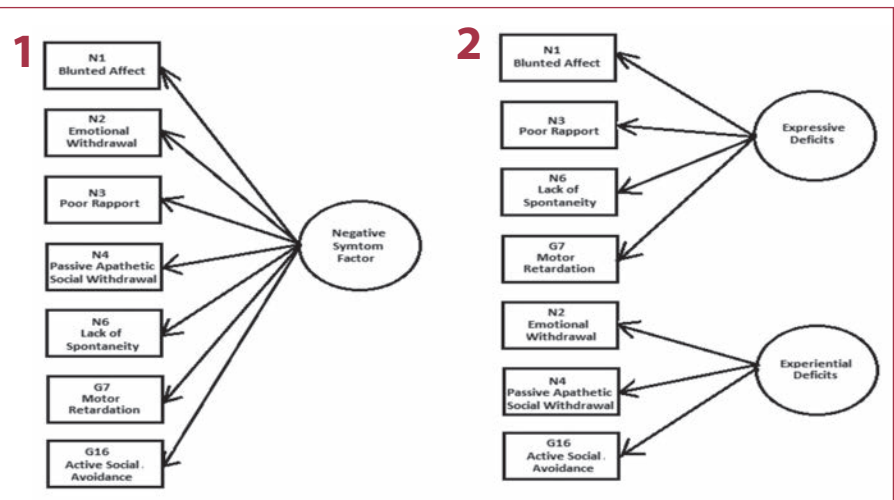 1
N1
Blunted Affect
N2
Emotional
Withdrawal
N3
Poor Rapport
N4
Passive Apathetic
Social Withdrawal
N6
Lack of
Spontaneity
G7
Motor
Retardation
G16
Active Social .
Avoidance
Negative
Symtom
Factor
2
N1
Blunted Affect
N3
Poor Rapport
N6
Lack of
Spontaneity
G7
Motor
Retardation
N2
Emotional
Withdrawal
N4
Passive Apathetic
Social Withdrawal
G16
Active Social .
Avoidance
Expressive
Deficits
Experiential
Deficits